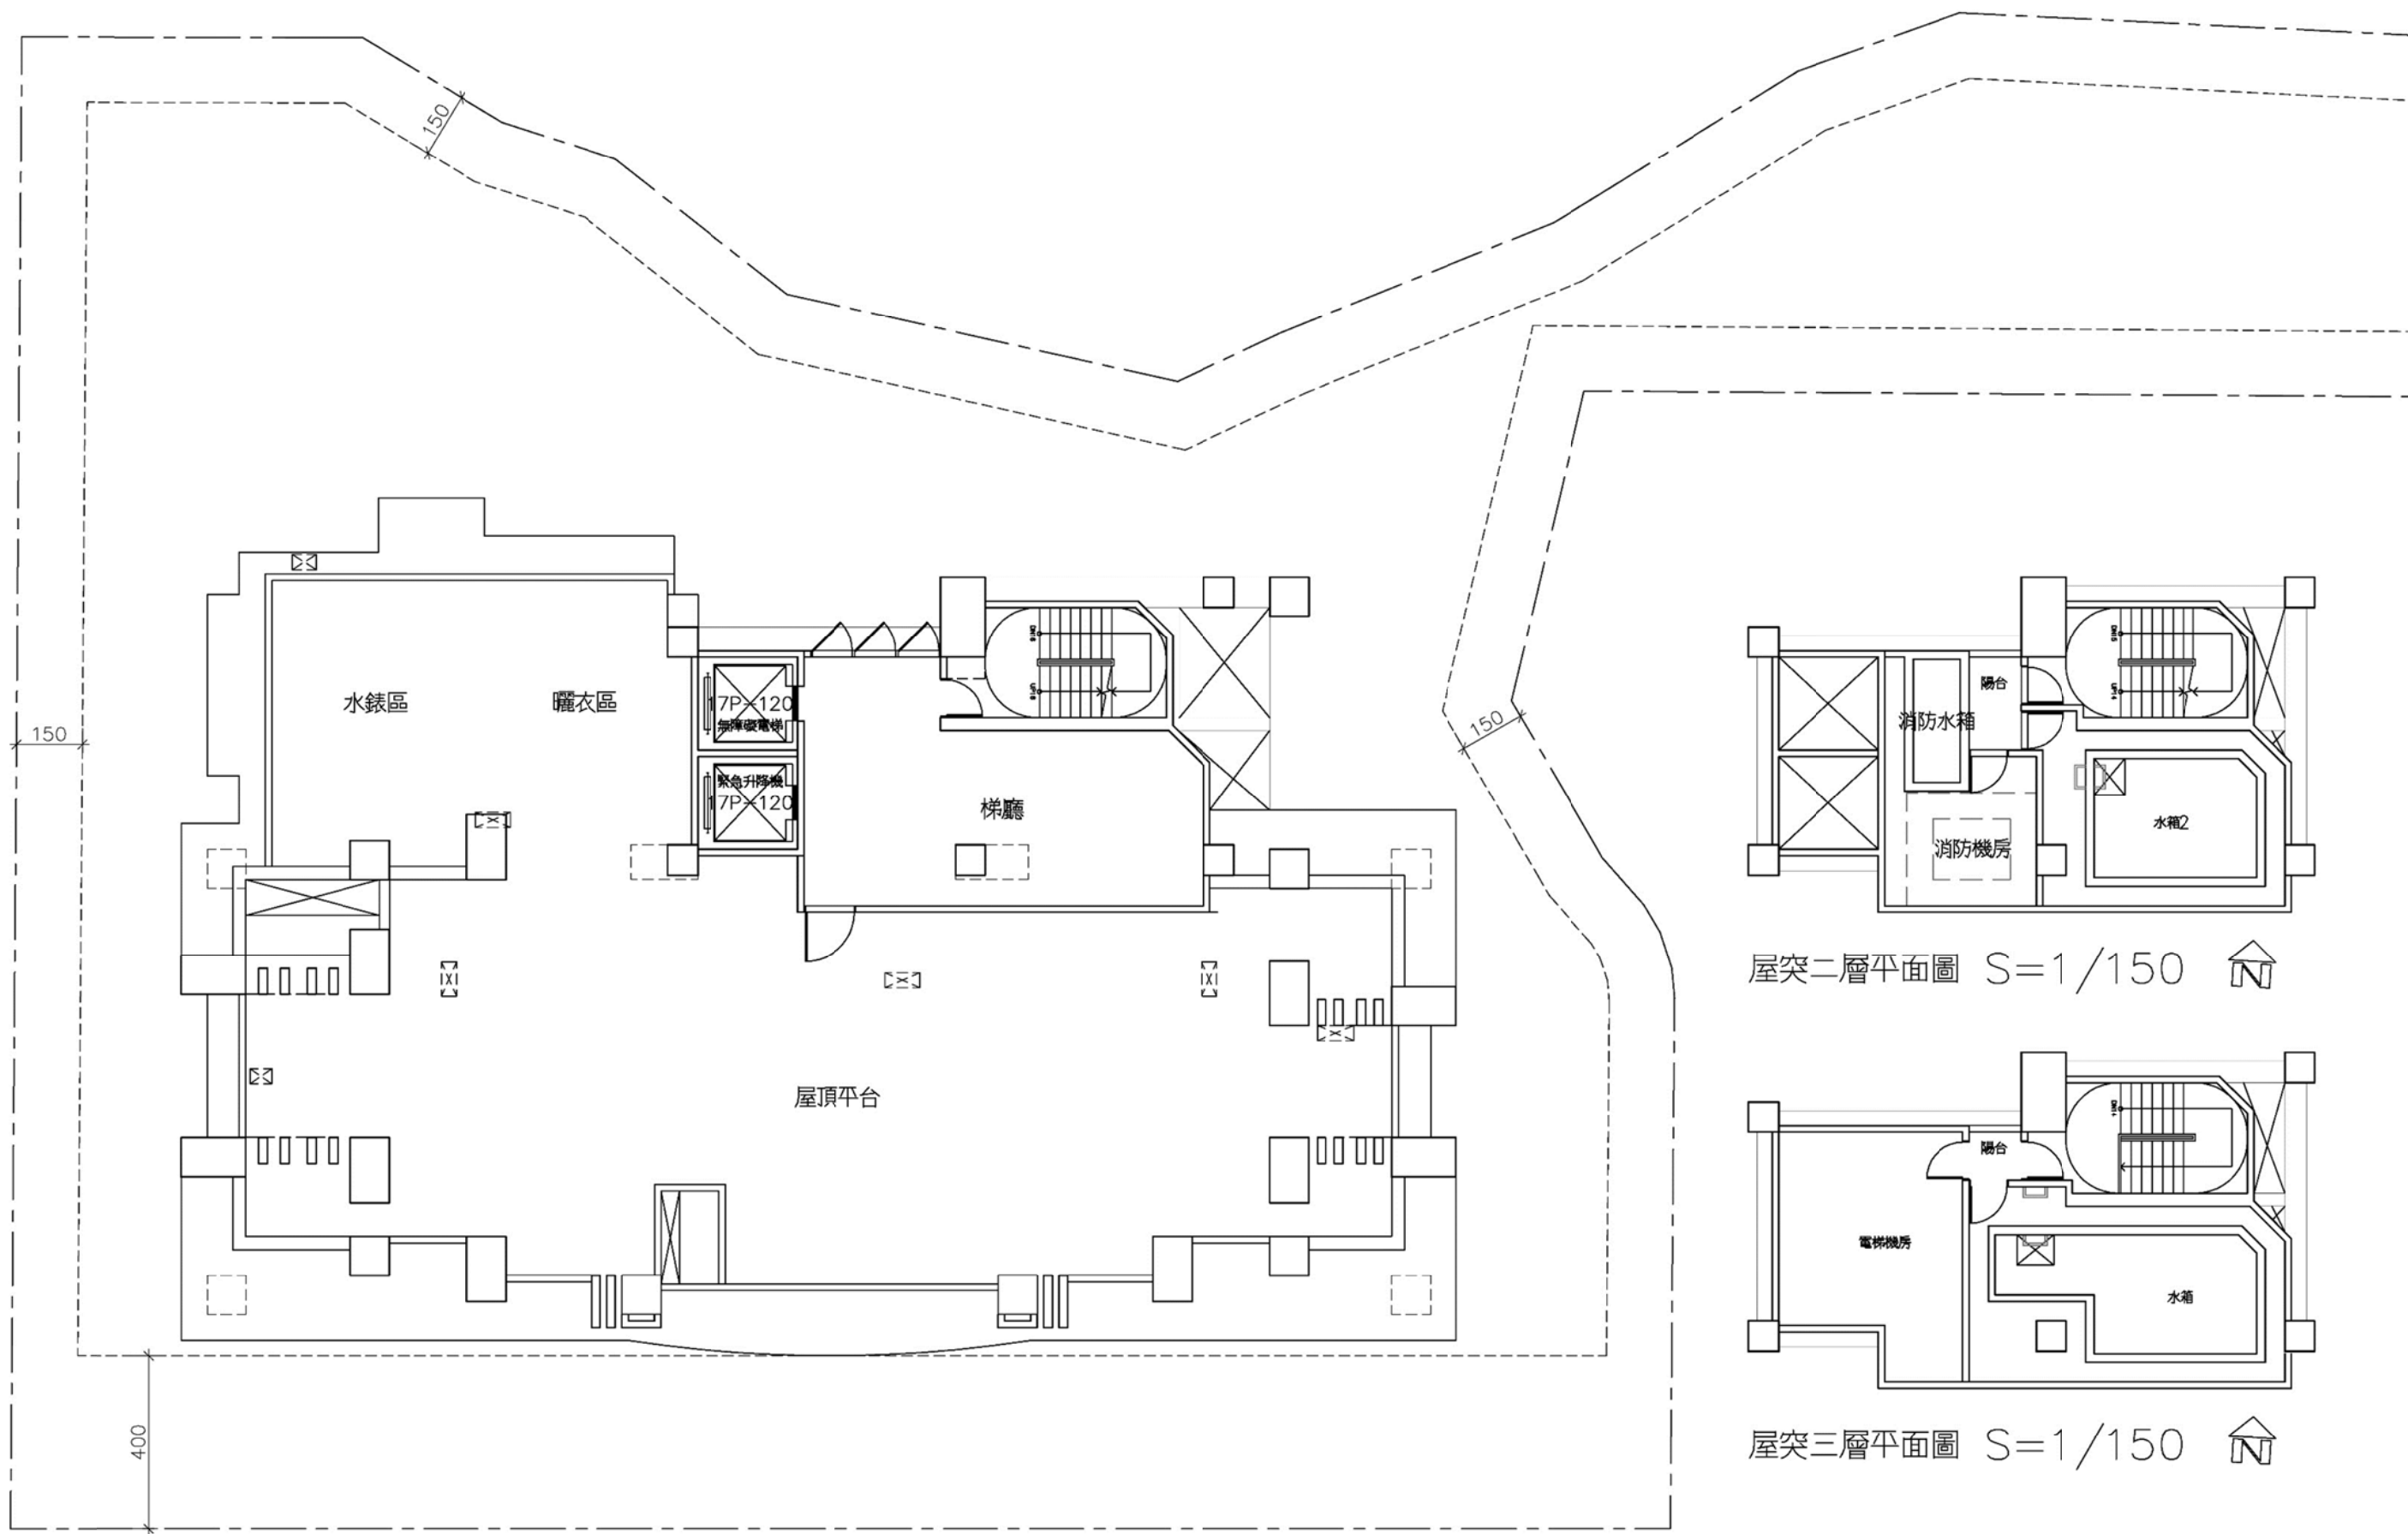 150
150
水錶區
曬衣區
17P-120
無障礙電梯
緊急升降機
17P-120
梯廳
150
屋頂平台
400
陽台
消防水箱
消防機房
水箱2
屋突二層平面圖 S=1/150 N
陽台
電梯機房
水箱
屋突三層平面圖 S=1/150 N